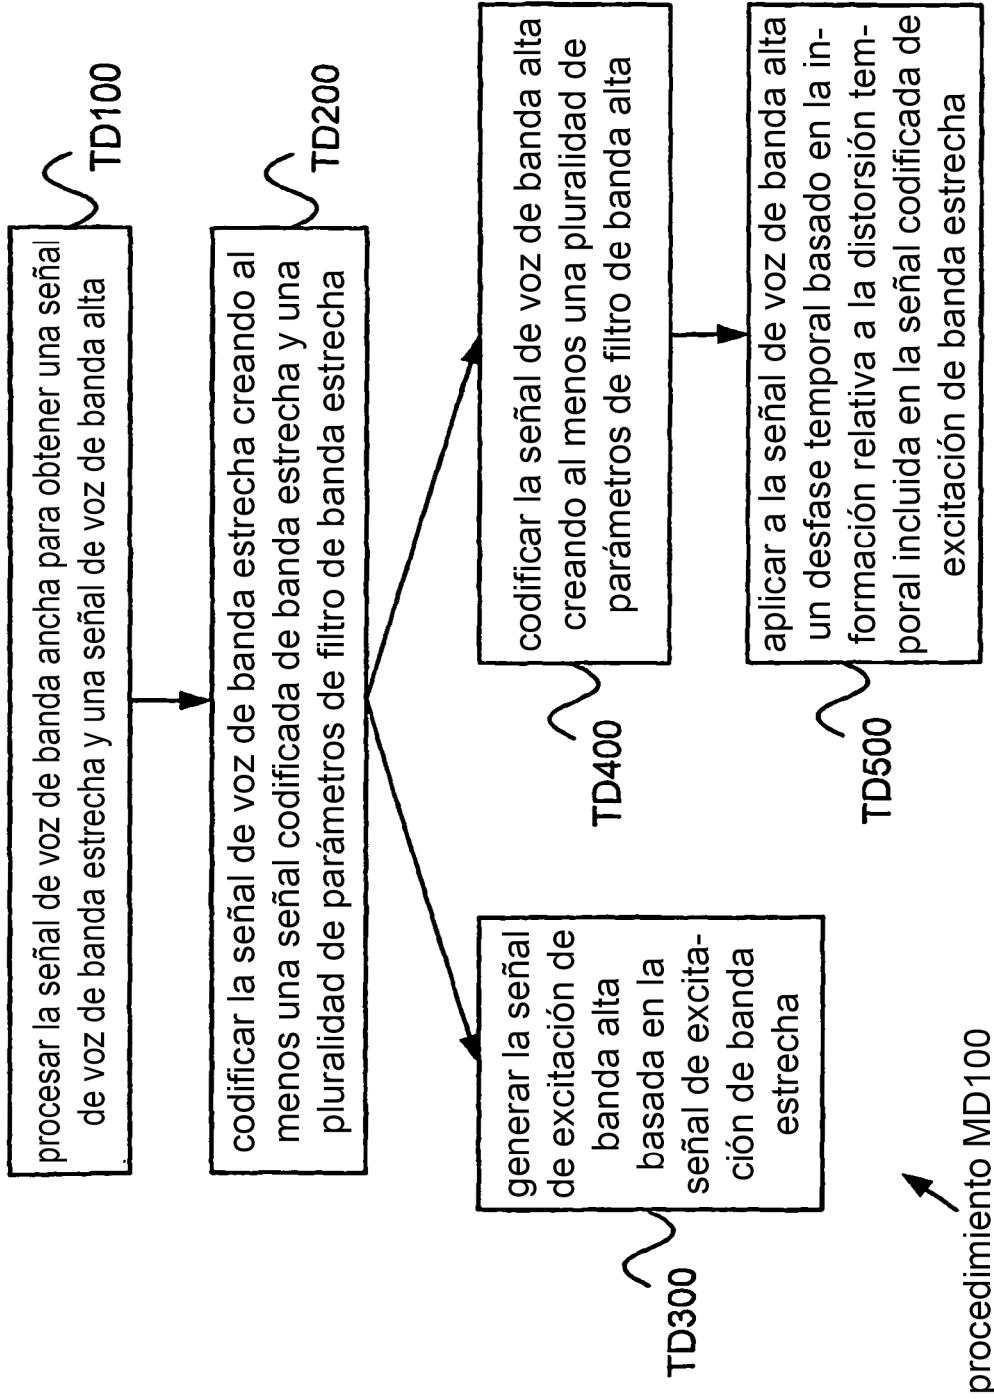 procesar la señal de voz de banda ancha para obtener una señal
de voz de banda estrecha y una señal de voz de banda alta
TD100
codificar la señal de voz de banda estrecha creando al
menos una señal codificada de banda estrecha y una
pluralidad de parámetros de filtro de banda estrecha
TD200
generar la señal
de excitación de
banda alta
basada en la
señal de excita-
ción de banda
estrecha
TD300
codificar la señal de voz de banda alta
creando al menos una pluralidad de
parámetros de filtro de banda alta
TD400
aplicar a la señal de voz de banda alta
un desfase temporal basado en la in-
formación relativa a la distorsión tem-
poral incluida en la señal codificada de
excitación de banda estrecha
TD500
procedimiento MD100